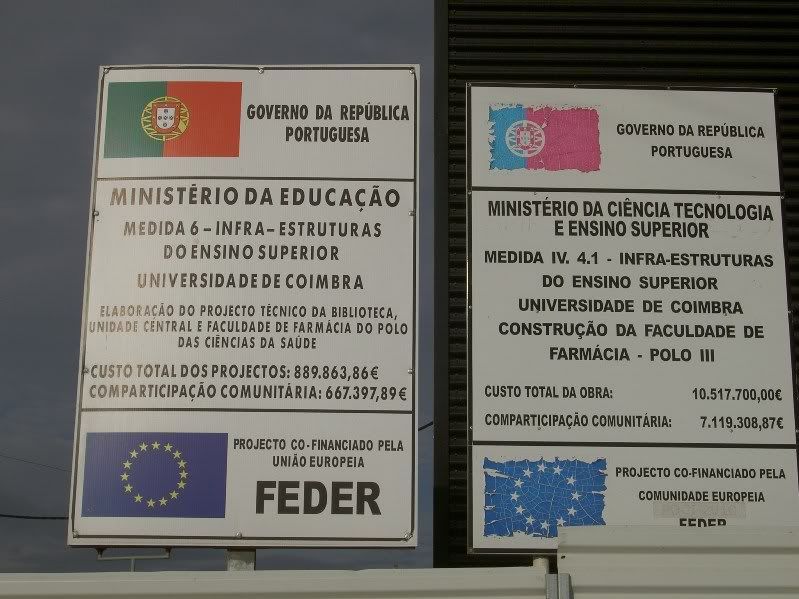 GOVERNO DA REPÚBLICA
PORTUGUESA
MINISTÉRIO DA EDUCAÇÃO
MEDIDA 6 – INFRA – ESTRUTURAS
DO ENSINO SUPERIOR
UNIVERSIDADE DE COIMBRA
ELABORAÇÃO DO PROJECTO TÉCNICO DA BIBLIOTECA,
UNIDADE CENTRAL E FACULDADE DE FARMÁCIA DO POLO
DAS CIÊNCIAS DA SAÚDE
CUSTO TOTAL DOS PROJECTOS: 889.863,86€
COMPARTICIPAÇÃO COMUNITÁRIA: 667.397,89€
PROJECTO CO-FINANCIADO PELA
UNIÃO EUROPEIA
FEDER
GOVERNO DA REPÚBLICA
PORTUGUESA
MINISTÉRIO DA CIÊNCIA TECNOLOGIA
E ENSINO SUPERIOR
MEDIDA IV. 4.1 - INFRA-ESTRUTURAS
DO ENSINO SUPERIOR
UNIVERSIDADE DE COIMBRA
CONSTRUÇÃO DA FACULDADE DE
FARMÁCIA - POLO III
CUSTO TOTAL DA OBRA: 10.517.700,00€
COMPARTICIPAÇÃO COMUNITÁRIA: 7.119.308,87€
PROJECTO CO-FINANCIADO PELA
COMUNIDADE EUROPEIA
FEDER